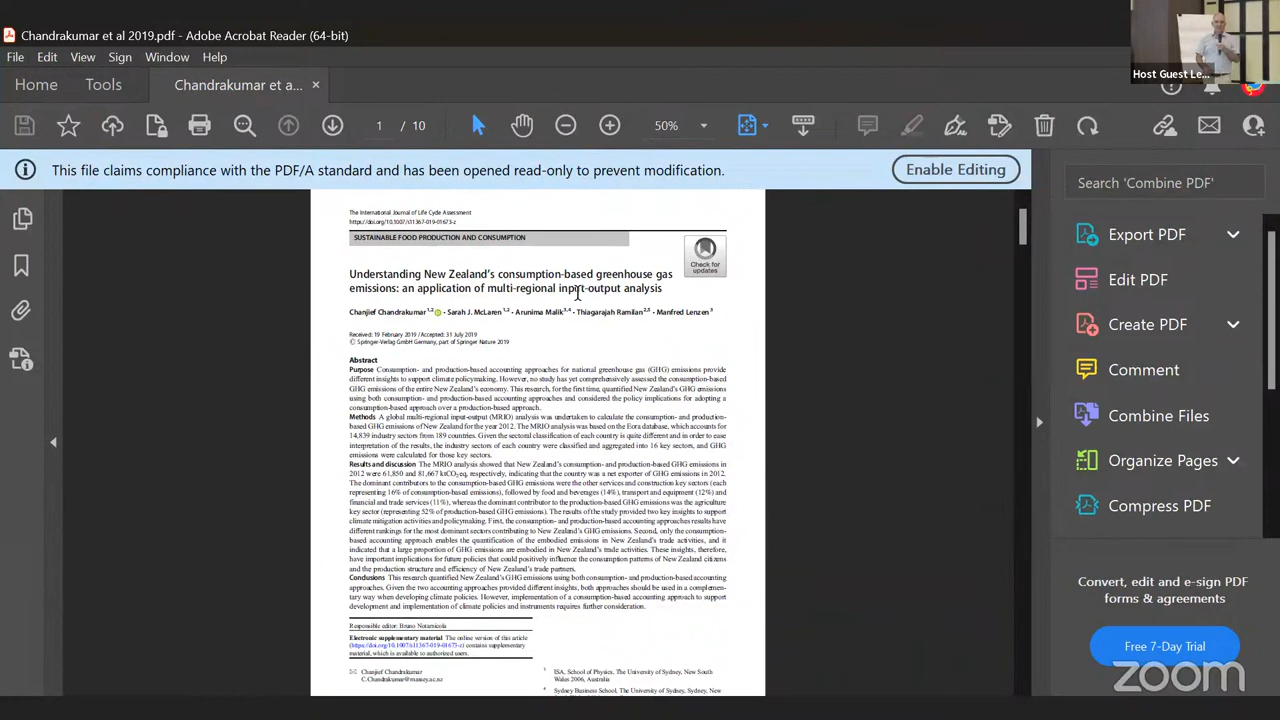 Chandrakumar et al 2019.pdf - Adobe Acrobat Reader (64-bit)
File Edit View Sign Window Help
Host Guest Le...
Home Tools Chandrakumar et a... ×
1 / 10 50%
This file claims compliance with the PDF/A standard and has been opened read-only to prevent modification. Enable Editing
Search 'Combine PDF'
Export PDF
Edit PDF
Create PDF
Comment
Combine Files
Organize Pages
Compress PDF
Convert, edit and e-sign PDF
forms & agreements
Free 7-Day Trial
zoom
The International Journal of Life Cycle Assessment
https://doi.org/10.1007/s11367-019-01673-z
SUSTAINABLE FOOD PRODUCTION AND CONSUMPTION
Check for
updates
Understanding New Zealand's consumption-based greenhouse gas
emissions: an application of multi-regional input-output analysis
Chanjief Chandrakumar 1,2 · Sarah J. McLaren 1,2 · Arunima Malik 3,4 · Thiagarajah Ramilan 2,5 · Manfred Lenzen 3
Received: 19 February 2019 / Accepted: 31 July 2019
© Springer-Verlag GmbH Germany, part of Springer Nature 2019
Abstract
Purpose Consumption- and production-based accounting approaches for national greenhouse gas (GHG) emissions provide
different insights to support climate policymaking. However, no study has yet comprehensively assessed the consumption-based
GHG emissions of the entire New Zealand's economy. This research, for the first time, quantified New Zealand's GHG emissions
using both consumption- and production-based accounting approaches and considered the policy implications for adopting a
consumption-based approach over a production-based approach.
Methods A global multi-regional input-output (MRIO) analysis was undertaken to calculate the consumption- and production-
based GHG emissions of New Zealand for the year 2012. The MRIO analysis was based on the Eora database, which accounts for
14,839 industry sectors from 189 countries. Given the sectoral classification of each country is quite different and in order to ease
interpretation of the results, the industry sectors of each country were classified and aggregated into 16 key sectors, and GHG
emissions were calculated for those key sectors.
Results and discussion The MRIO analysis showed that New Zealand's consumption- and production-based GHG emissions in
2012 were 61,850 and 81,667 ktCO2eq, respectively, indicating that the country was a net exporter of GHG emissions in 2012.
The dominant contributors to the consumption-based GHG emissions were the other services and construction key sectors (each
representing 16% of consumption-based emissions), followed by food and beverages (14%), transport and equipment (12%) and
financial and trade services (11%), whereas the dominant contributor to the production-based GHG emissions was the agriculture
key sector (representing 52% of production-based GHG emissions). The results of the study provided two key insights to support
climate mitigation activities and policymaking. First, the consumption- and production-based accounting approaches results have
different rankings for the most dominant sectors contributing to New Zealand's GHG emissions. Second, only the consumption-
based accounting approach enables the quantification of the embodied emissions in New Zealand's trade activities, and it
indicated that a large proportion of GHG emissions are embodied in New Zealand's trade activities. These insights, therefore,
have important implications for future policies that could positively influence the consumption patterns of New Zealand citizens
and the production structure and efficiency of New Zealand's trade partners.
Conclusions This research quantified New Zealand's GHG emissions using both consumption- and production-based accounting
approaches. Given the two accounting approaches provided different insights, both approaches should be used in a complemen-
tary way when developing climate policies. However, implementation of a consumption-based accounting approach to support
development and implementation of climate policies and instruments requires further consideration.
Responsible editor: Bruno Notarnicola
Electronic supplementary material The online version of this article
(https://doi.org/10.1007/s11367-019-01673-z) contains supplementary
material, which is available to authorized users.
Chanjief Chandrakumar
C.Chandrakumar@massey.ac.nz
3 ISA, School of Physics, The University of Sydney, New South
Wales 2006, Australia
4 Sydney Business School, The University of Sydney, Sydney, New